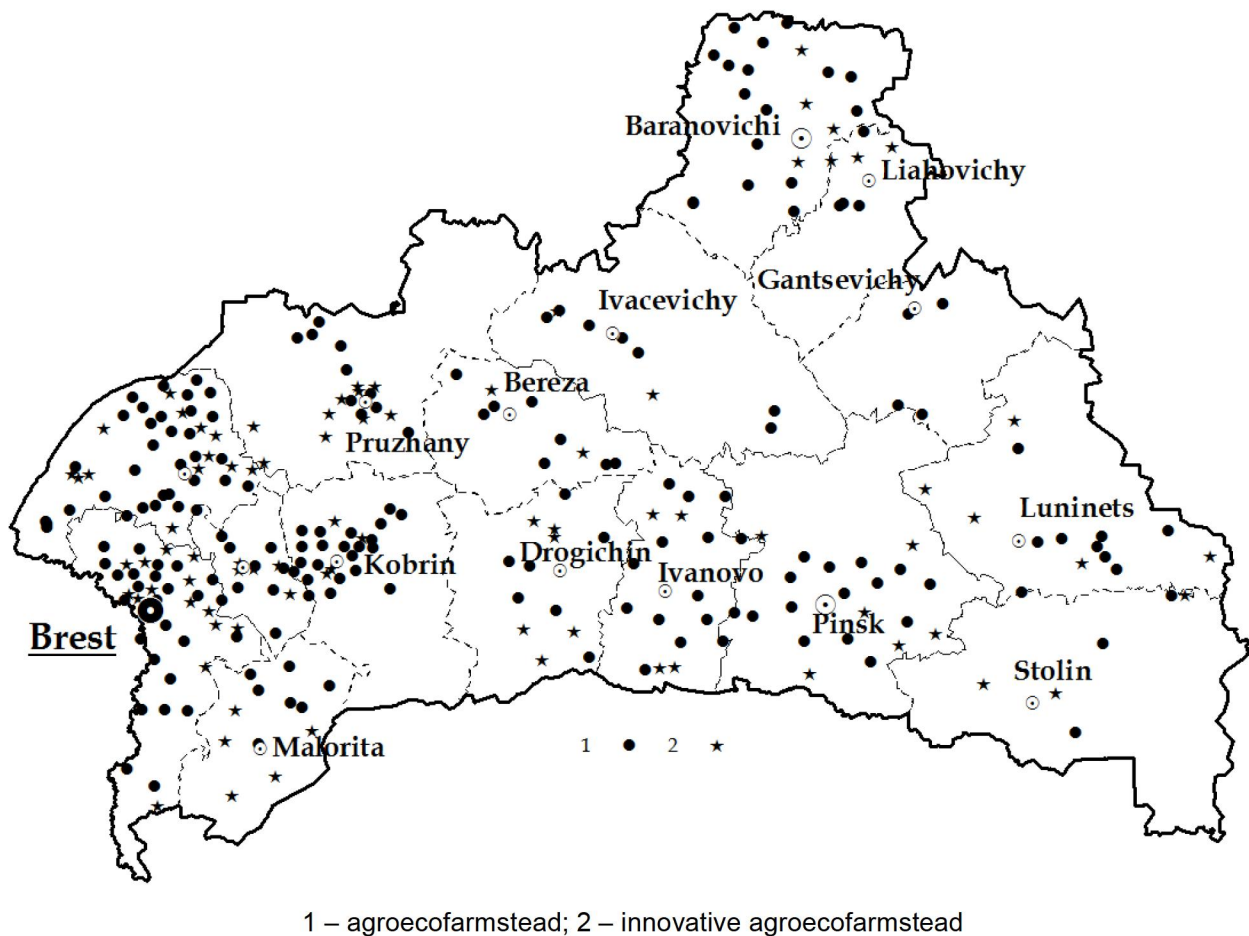 Baranovichi
Liahovichy
Gantsevichy
Ivacevichy
Bereza
Pruzhany
Luninets
Drogichin
Kobrin
Ivanovo
Pinsk
Brest
Stolin
Malorita
1 2
1 – agroecofarmstead; 2 – innovative agroecofarmstead